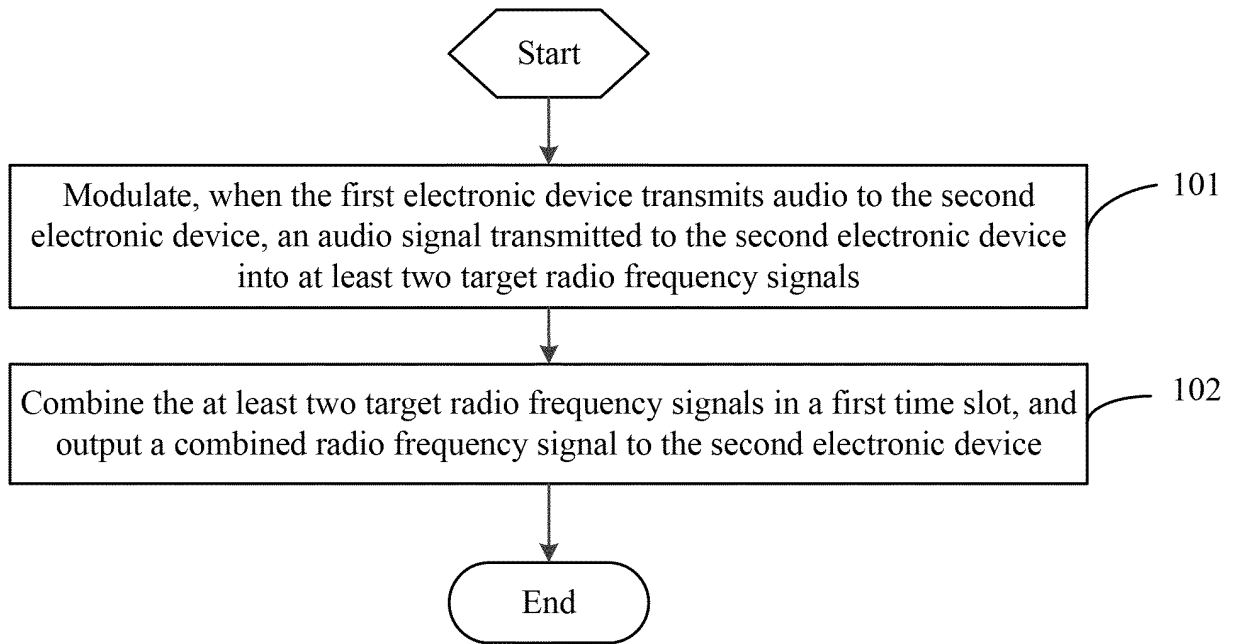 Start
Modulate, when the first electronic device transmits audio to the second
electronic device, an audio signal transmitted to the second electronic device
into at least two target radio frequency signals
101
Combine the at least two target radio frequency signals in a first time slot, and
output a combined radio frequency signal to the second electronic device
102
End